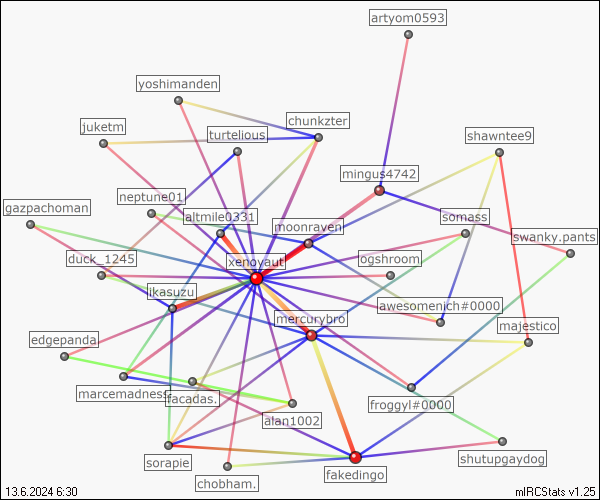 artyom0593
yoshimanden
chunkzter
juketm
turtelious
shawntee9
mingus4742
neptune01
gazpachoman
altmile0331
moonraven
somass
swanky.pants
duck_1245
xenoyaut
ogshroom
ikasuzu
awesomenich#0000
mercurybro
majestico
edgepanda
marcemadness
facadas.
froggyl#0000
alan1002
sorapie
shutupgaydog
chobham.
fakedingo
13.6.2024 6:30
mIRCStats v1.25